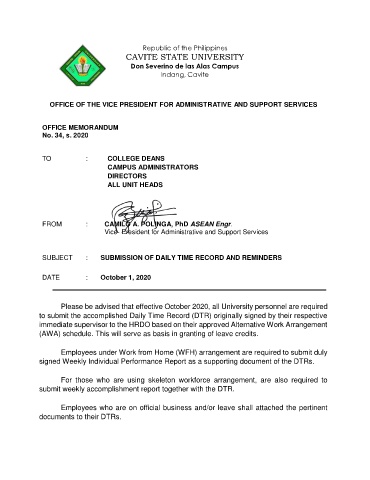 Republic of the Philippines
CAVITE STATE UNIVERSITY
Don Severino de las Alas Campus
Indang, Cavite
OFFICE OF THE VICE PRESIDENT FOR ADMINISTRATIVE AND SUPPORT SERVICES
OFFICE MEMORANDUM
No. 34, s. 2020
TO : COLLEGE DEANS
CAMPUS ADMINISTRATORS
DIRECTORS
ALL UNIT HEADS
FROM : CAMILO A. POLINGA, PhD ASEAN Engr.
Vice President for Administrative and Support Services
SUBJECT : SUBMISSION OF DAILY TIME RECORD AND REMINDERS
DATE : October 1, 2020
Please be advised that effective October 2020, all University personnel are required
to submit the accomplished Daily Time Record (DTR) originally signed by their respective
immediate supervisor to the HRDO based on their approved Alternative Work Arrangement
(AWA) schedule. This will serve as basis in granting of leave credits.
Employees under Work from Home (WFH) arrangement are required to submit duly
signed Weekly Individual Performance Report as a supporting document of the DTRs.
For those who are using skeleton workforce arrangement, are also required to
submit weekly accomplishment report together with the DTR.
Employees who are on official business and/or leave shall attached the pertinent
documents to their DTRs.